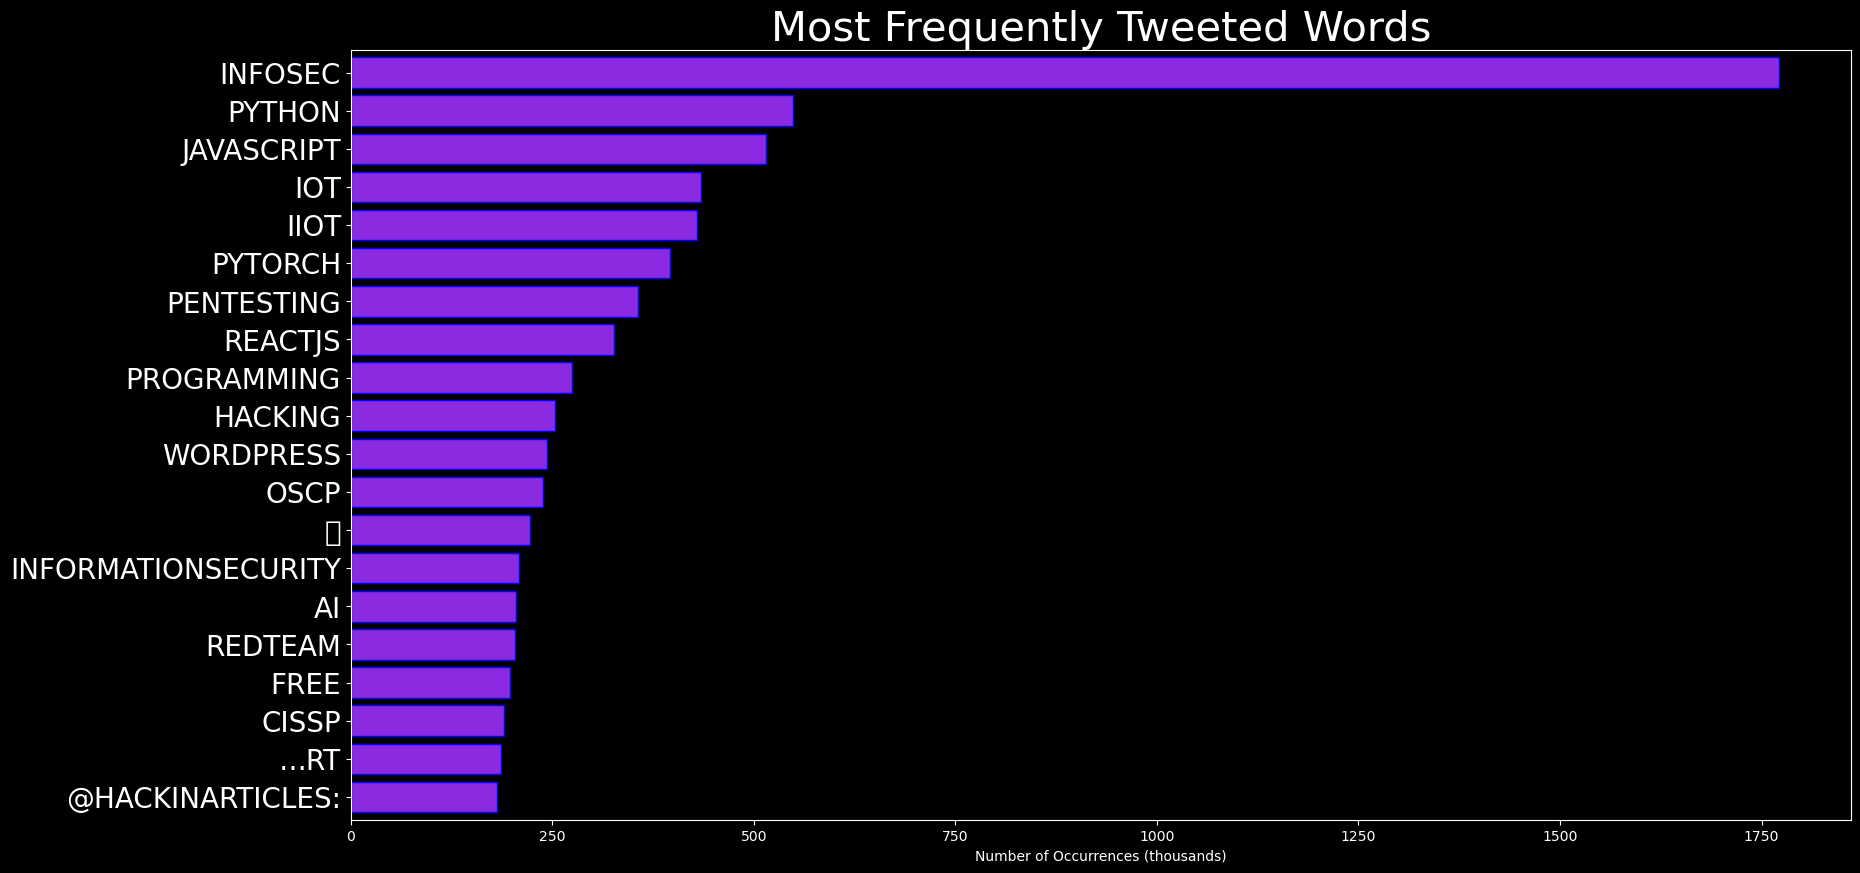 Most Frequently Tweeted Words
INFOSEC
PYTHON
JAVASCRIPT
IOT
IIOT
PYTORCH
PENTESTING
REACTJS
PROGRAMMING
HACKING
WORDPRESS
OSCP
INFORMATIONSECURITY
AI
REDTEAM
FREE
CISSP
…RT
@HACKINARTICLES:
0 250 500 750 1000 1250 1500 1750
Number of Occurrences (thousands)